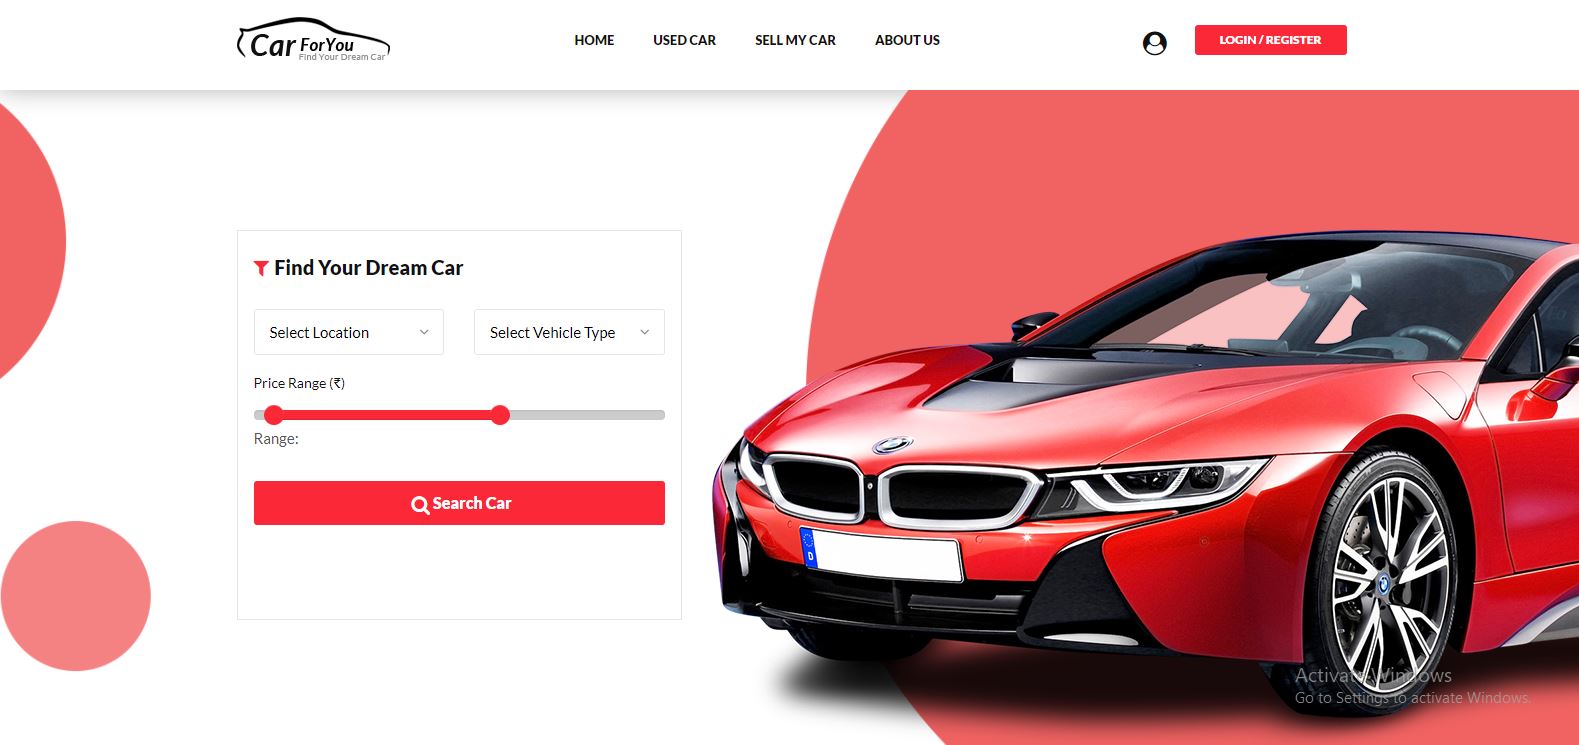 Car ForYou
Find Your Dream Car
HOME
USED CAR
SELL MY CAR
ABOUT US
LOGIN / REGISTER
Find Your Dream Car
Select Location
Select Vehicle Type
Price Range (₹)
Range:
Search Car
D
Activate Windows
Go to Settings to activate Windows.